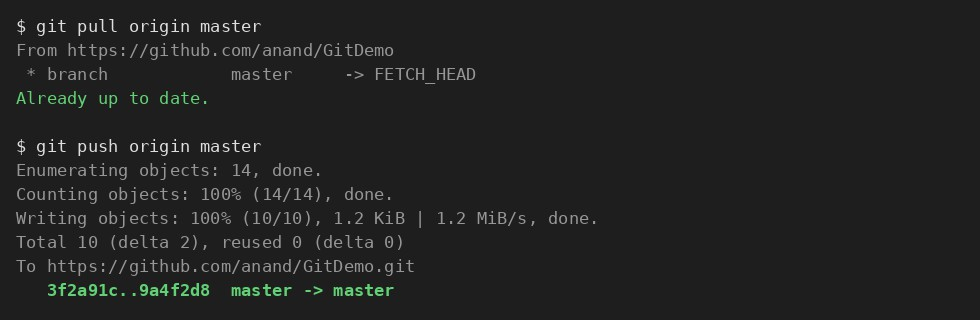 $ git pull origin master
From https://github.com/anand/GitDemo
 * branch            master     -> FETCH_HEAD
Already up to date.

$ git push origin master
Enumerating objects: 14, done.
Counting objects: 100% (14/14), done.
Writing objects: 100% (10/10), 1.2 KiB | 1.2 MiB/s, done.
Total 10 (delta 2), reused 0 (delta 0)
To https://github.com/anand/GitDemo.git
   3f2a91c..9a4f2d8  master -> master